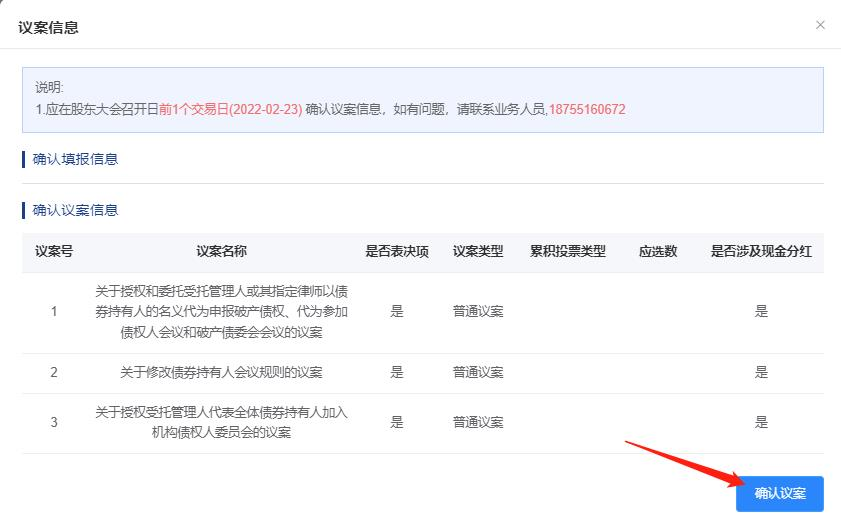 议案信息
说明:
1.应在股东大会召开日前1个交易日(2022-02-23) 确认议案信息，如有问题，请联系业务人员,18755160672
确认填报信息
确认议案信息
议案号 议案名称 是否表决项 议案类型 累积投票类型 应选数 是否涉及现金分红
关于授权和委托受托管理人或其指定律师以债
1 券持有人的名义代为申报破产债权、代为参加 是 普通议案 是
债权人会议和破产债委会会议的议案
2 关于修改债券持有人会议规则的议案 是 普通议案 是
关于授权受托管理人代表全体债券持有人加入
3 机构债权人委员会的议案 是 普通议案 是
确认议案